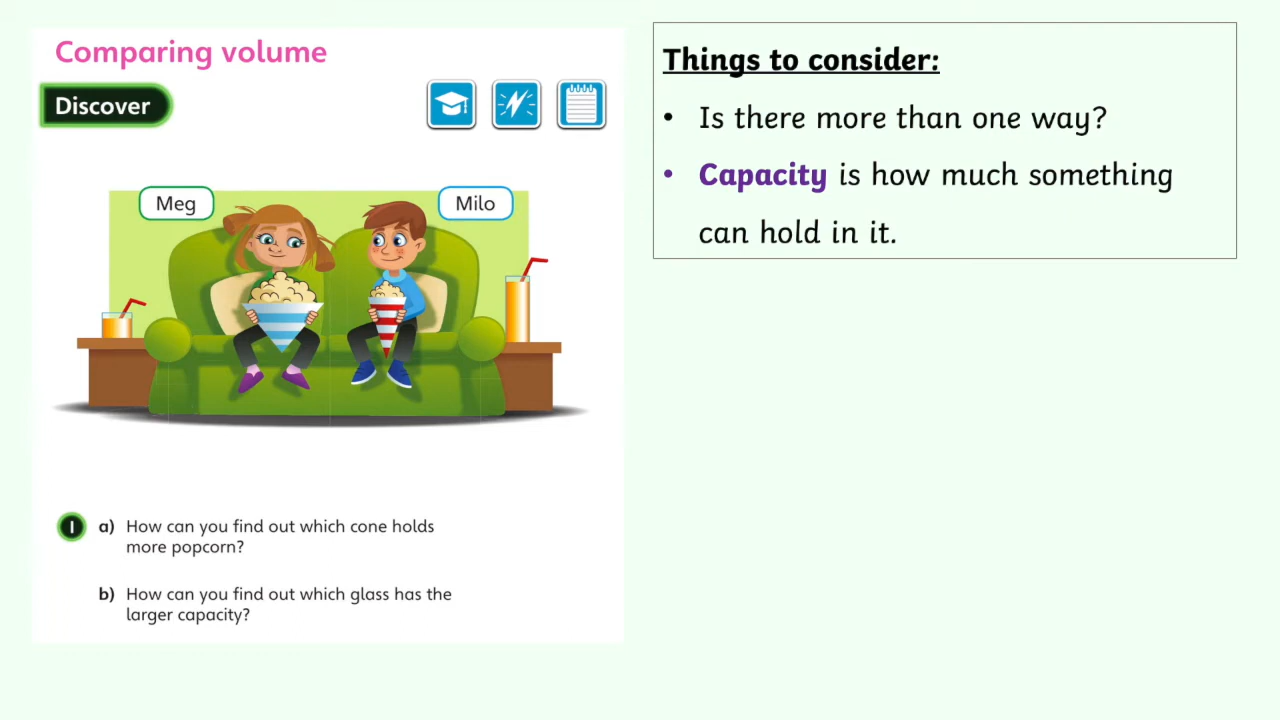 Comparing volume
Discover
Meg
Milo
1 a) How can you find out which cone holds
more popcorn?
b) How can you find out which glass has the
larger capacity?
Things to consider:
• Is there more than one way?
• Capacity is how much something
can hold in it.